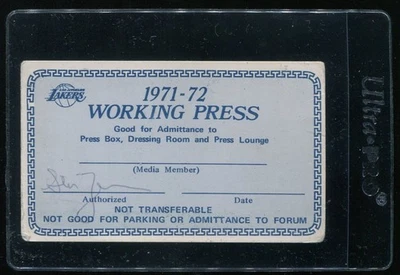 LAKERS
1971-72
WORKING PRESS
Good for Admittance to
Press Box, Dressing Room and Press Lounge
(Media Member)
Authorized Date
NOT TRANSFERABLE
NOT GOOD FOR PARKING OR ADMITTANCE TO FORUM
Ultra·PRO